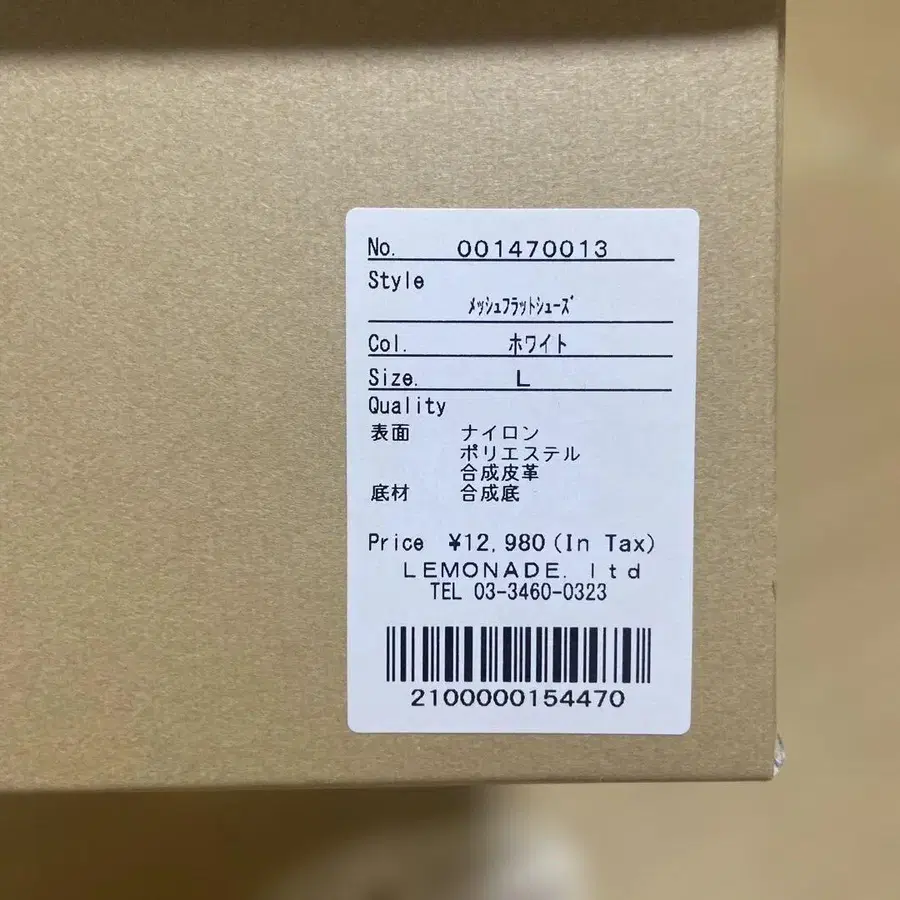 No. 001470013
Style
ﾒｯｼｭﾌﾗｯﾄｼｭｰｽﾞ
Col. ホワイト
Size. L
Quality
表面 ナイロン
ポリエステル
合成皮革
底材 合成底
Price ¥12,980(In Tax)
LEMONADE. ltd
TEL 03-3460-0323
2100000154470